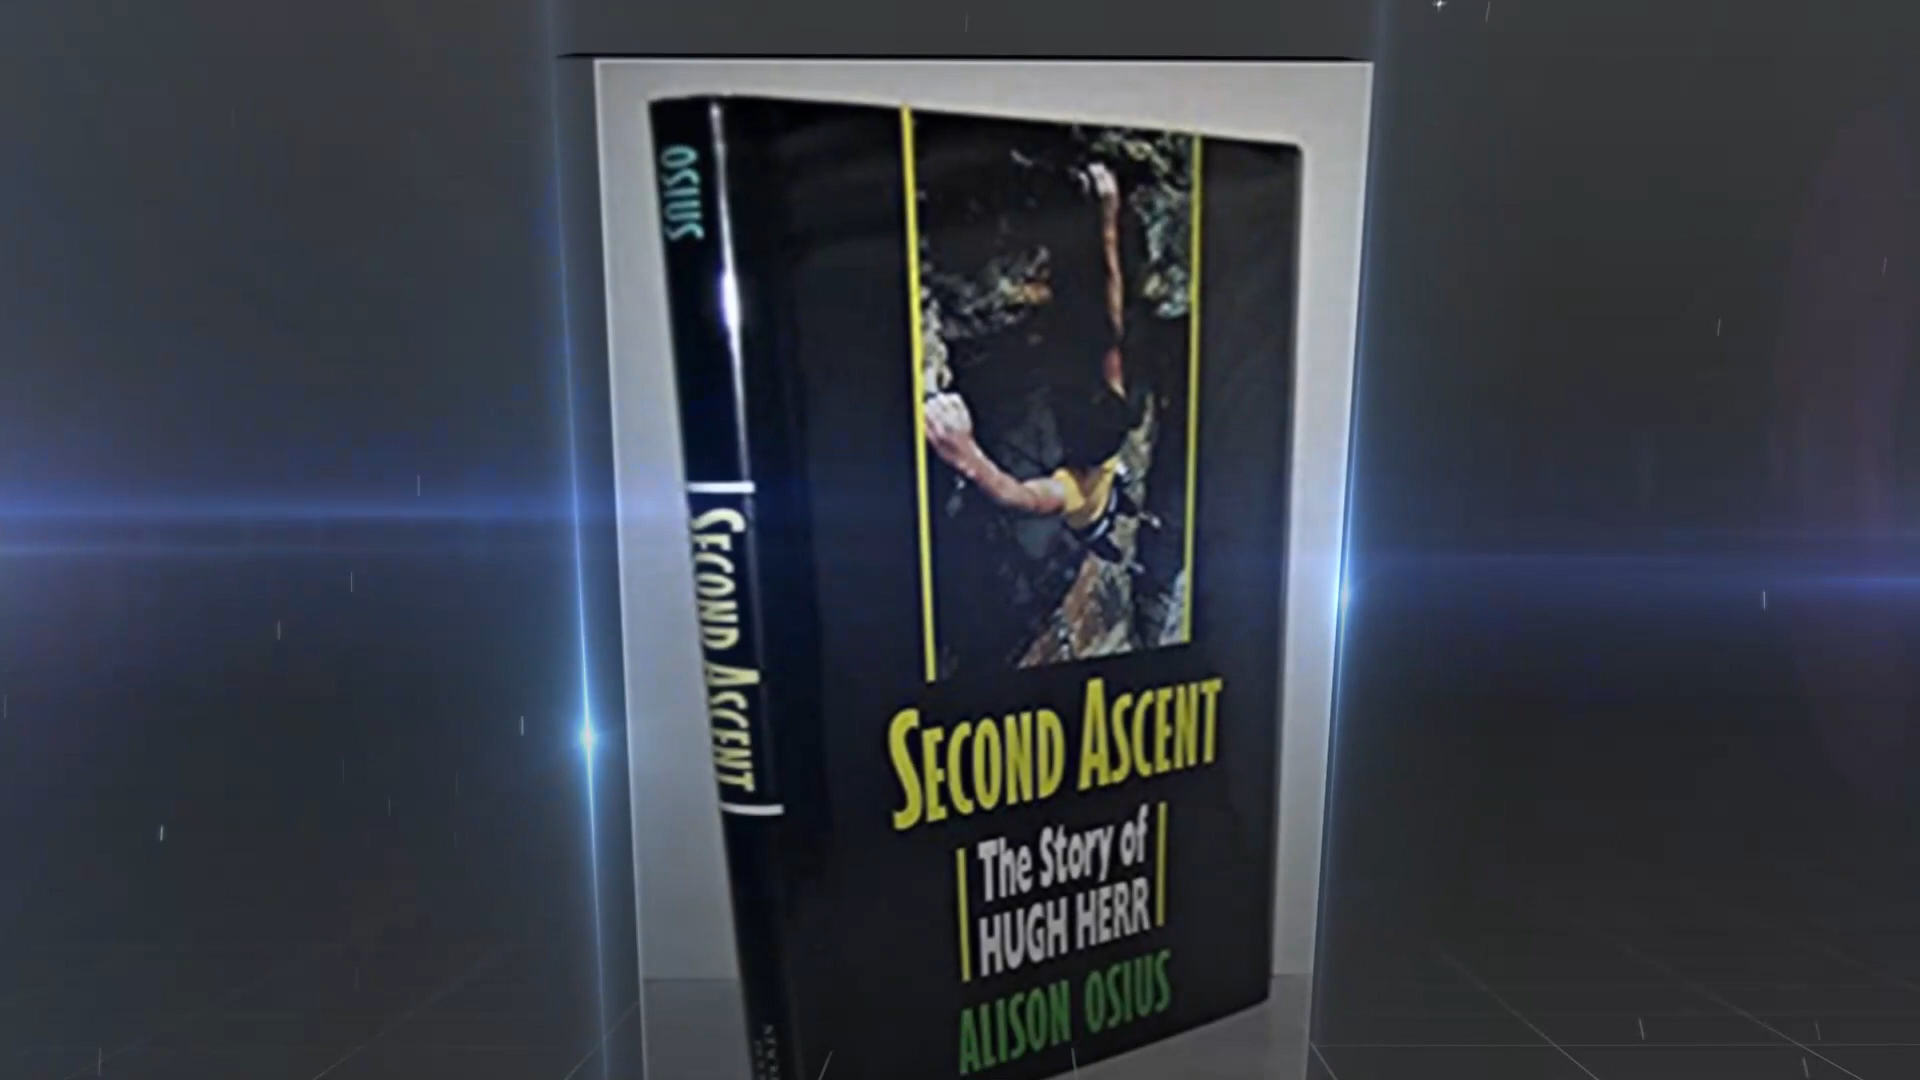 OSIUS
SECOND ASCENT
SECOND ASCENT
The Story of
HUGH HERR
ALISON OSIUS